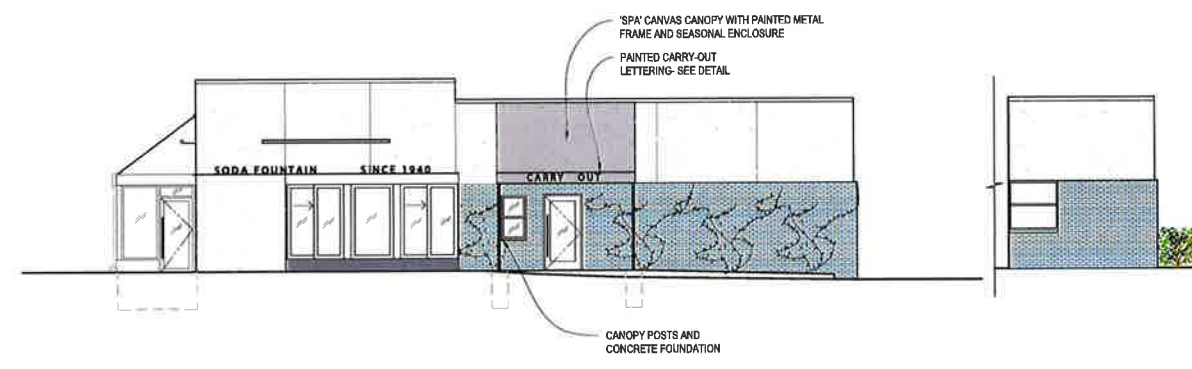 'SPA' CANVAS CANOPY WITH PAINTED METAL
FRAME AND SEASONAL ENCLOSURE
PAINTED CARRY-OUT
LETTERING- SEE DETAIL
SODA FOUNTAIN SINCE 1940
CARRY OUT
CANOPY POSTS AND
CONCRETE FOUNDATION